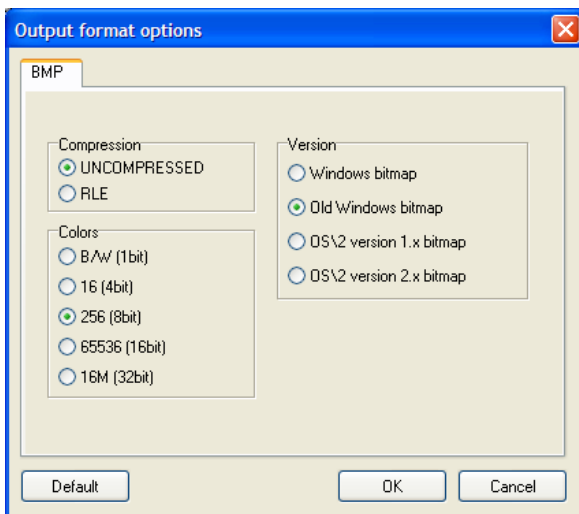 Output format options
BMP
Compression
UNCOMPRESSED
RLE
Colors
B/W (1bit)
16 (4bit)
256 (8bit)
65536 (16bit)
16M (32bit)
Version
Windows bitmap
Old Windows bitmap
OS\2 version 1.x bitmap
OS\2 version 2.x bitmap
Default
OK
Cancel